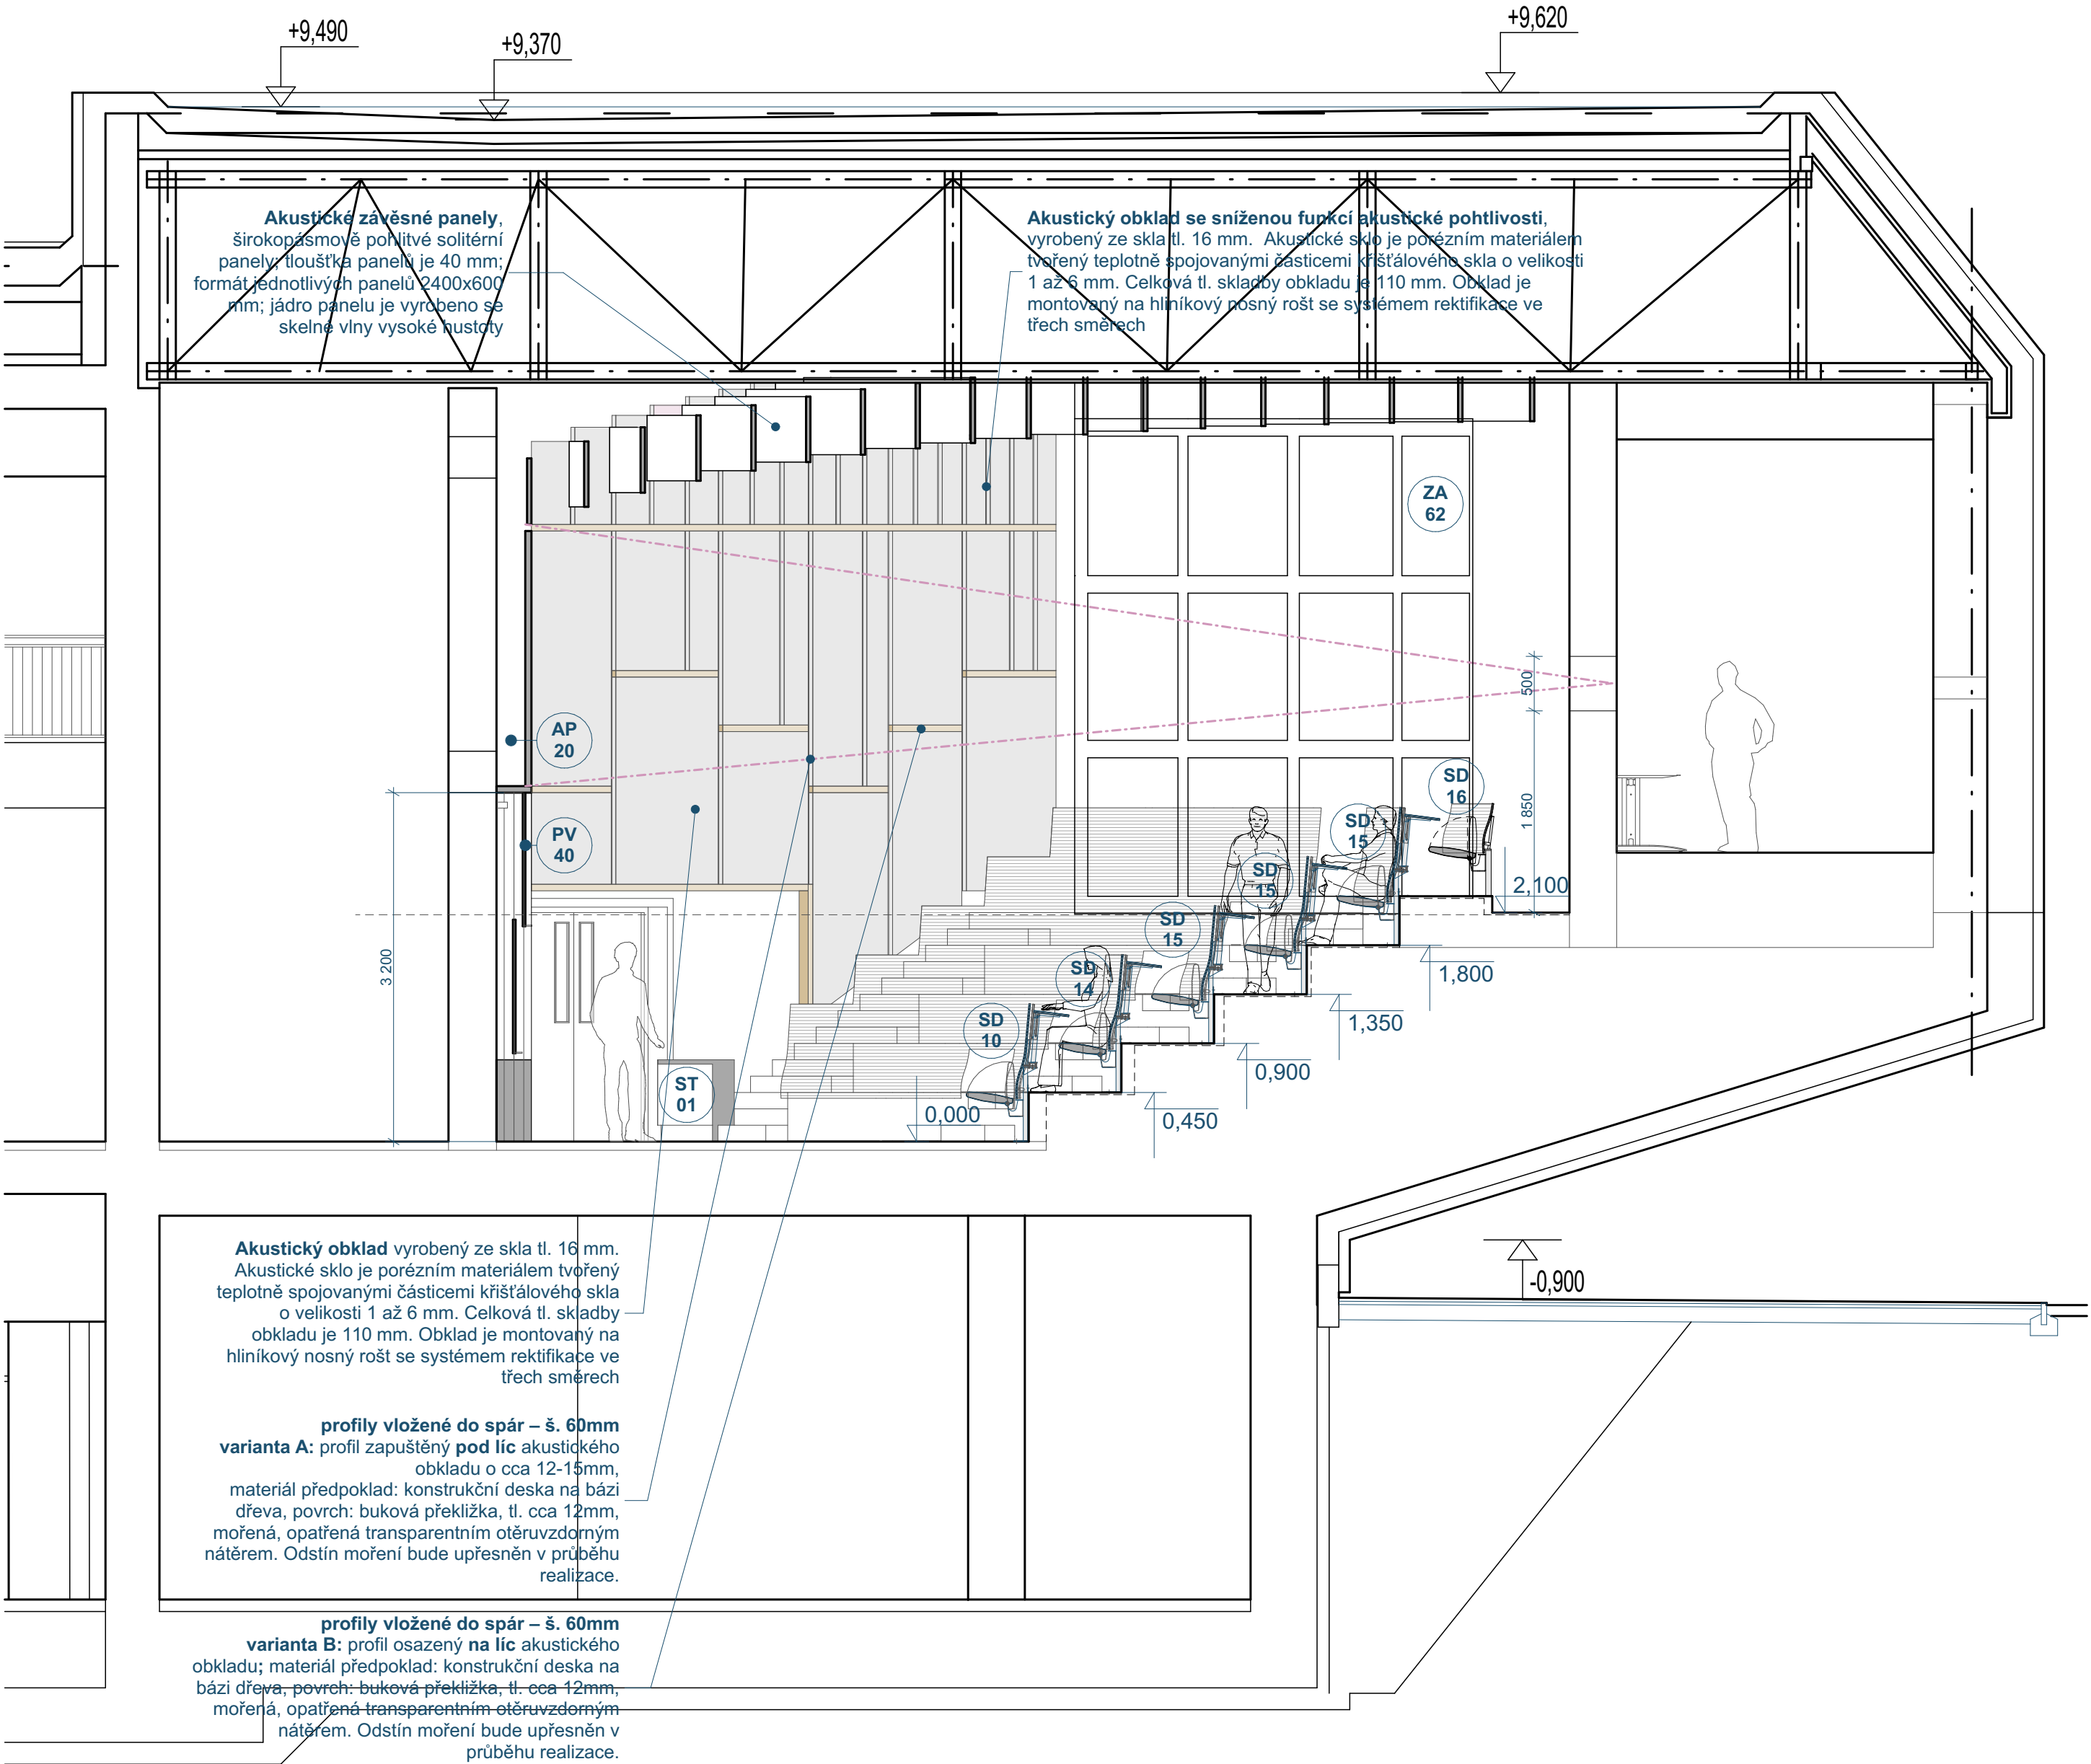 +9,490
+9,370
+9,620
Akustické závěsné panely,
širokopásmově pohlitvé solitérní
panely; tloušťka panelů je 40 mm;
formát jednotlivých panelů 2400x600
mm; jádro panelu je vyrobeno se
skelné vlny vysoké hustoty
Akustický obklad se sníženou funkcí akustické pohtlivosti,
vyrobený ze skla tl. 16 mm. Akustické sklo je porézním materiálem
tvořený teplotně spojovanými částicemi křišťálového skla o velikosti
1 až 6 mm. Celková tl. skladby obkladu je 110 mm. Obklad je
montovaný na hliníkový nosný rošt se systémem rektifikace ve
třech směrech
ZA
62
500
AP
20
SD
16
1 850
SD
15
PV
40
SD
15
2,100
SD
15
3 200
SD
14
1,800
SD
10
1,350
0,900
ST
01
0,000
0,450
Akustický obklad vyrobený ze skla tl. 16 mm.
Akustické sklo je porézním materiálem tvořený
teplotně spojovanými částicemi křišťálového skla
o velikosti 1 až 6 mm. Celková tl. skladby
obkladu je 110 mm. Obklad je montovaný na
hliníkový nosný rošt se systémem rektifikace ve
třech směrech
-0,900
profily vložené do spár – š. 60mm
varianta A: profil zapuštěný pod líc akustického
obkladu o cca 12-15mm,
materiál předpoklad: konstrukční deska na bázi
dřeva, povrch: buková překližka, tl. cca 12mm,
mořená, opatřená transparentním otěruvzdorným
nátěrem. Odstín moření bude upřesněn v průběhu
realizace.
profily vložené do spár – š. 60mm
varianta B: profil osazený na líc akustického
obkladu; materiál předpoklad: konstrukční deska na
bázi dřeva, povrch: buková překližka, tl. cca 12mm,
mořená, opatřená transparentním otěruvzdorným
nátěrem. Odstín moření bude upřesněn v
průběhu realizace.